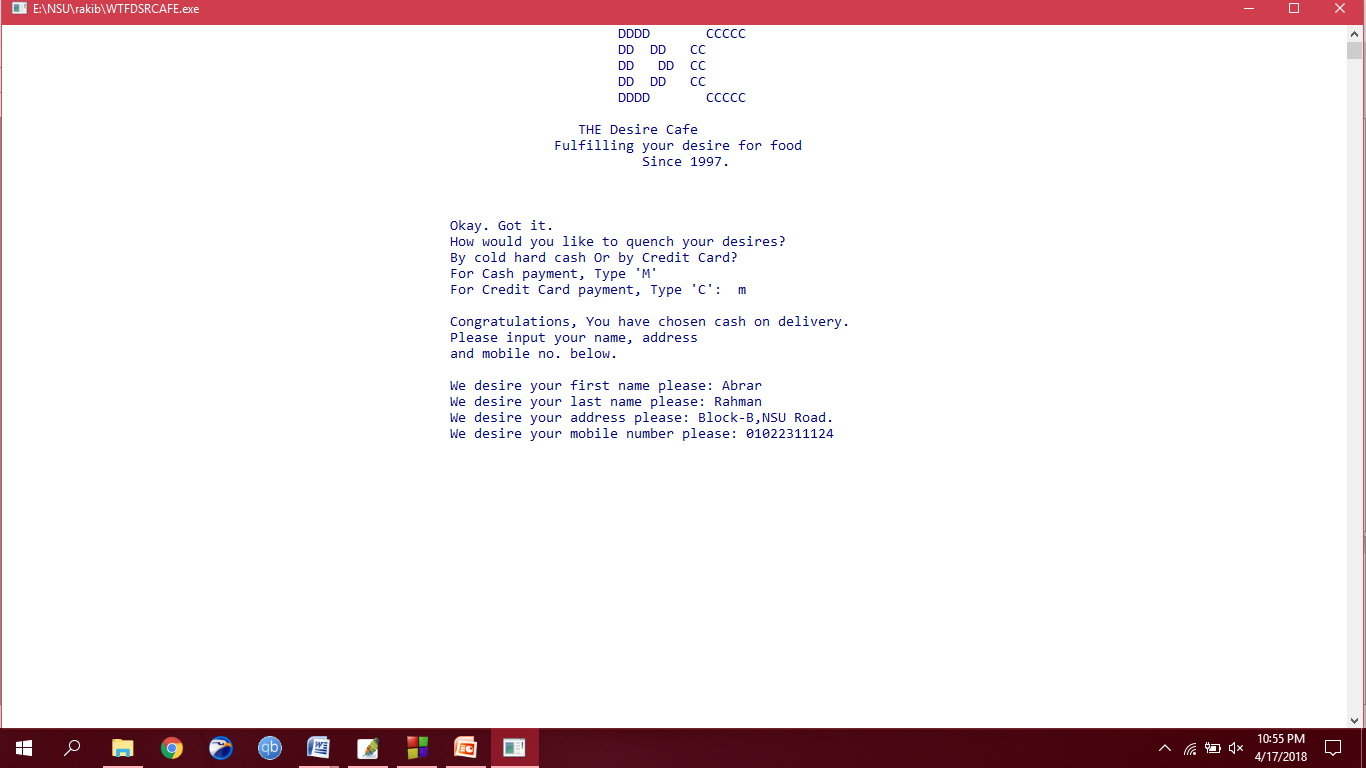 E:\NSU\rakib\WTFDSRCAFE.exe
DDDD       CCCCC
DD  DD   CC
DD   DD  CC
DD  DD   CC
DDDD       CCCCC
THE Desire Cafe
Fulfilling your desire for food
Since 1997.
Okay. Got it.
How would you like to quench your desires?
By cold hard cash Or by Credit Card?
For Cash payment, Type 'M'
For Credit Card payment, Type 'C':  m
Congratulations, You have chosen cash on delivery.
Please input your name, address
and mobile no. below.
We desire your first name please: Abrar
We desire your last name please: Rahman
We desire your address please: Block-B,NSU Road.
We desire your mobile number please: 01022311124
qb
10:55 PM
4/17/2018